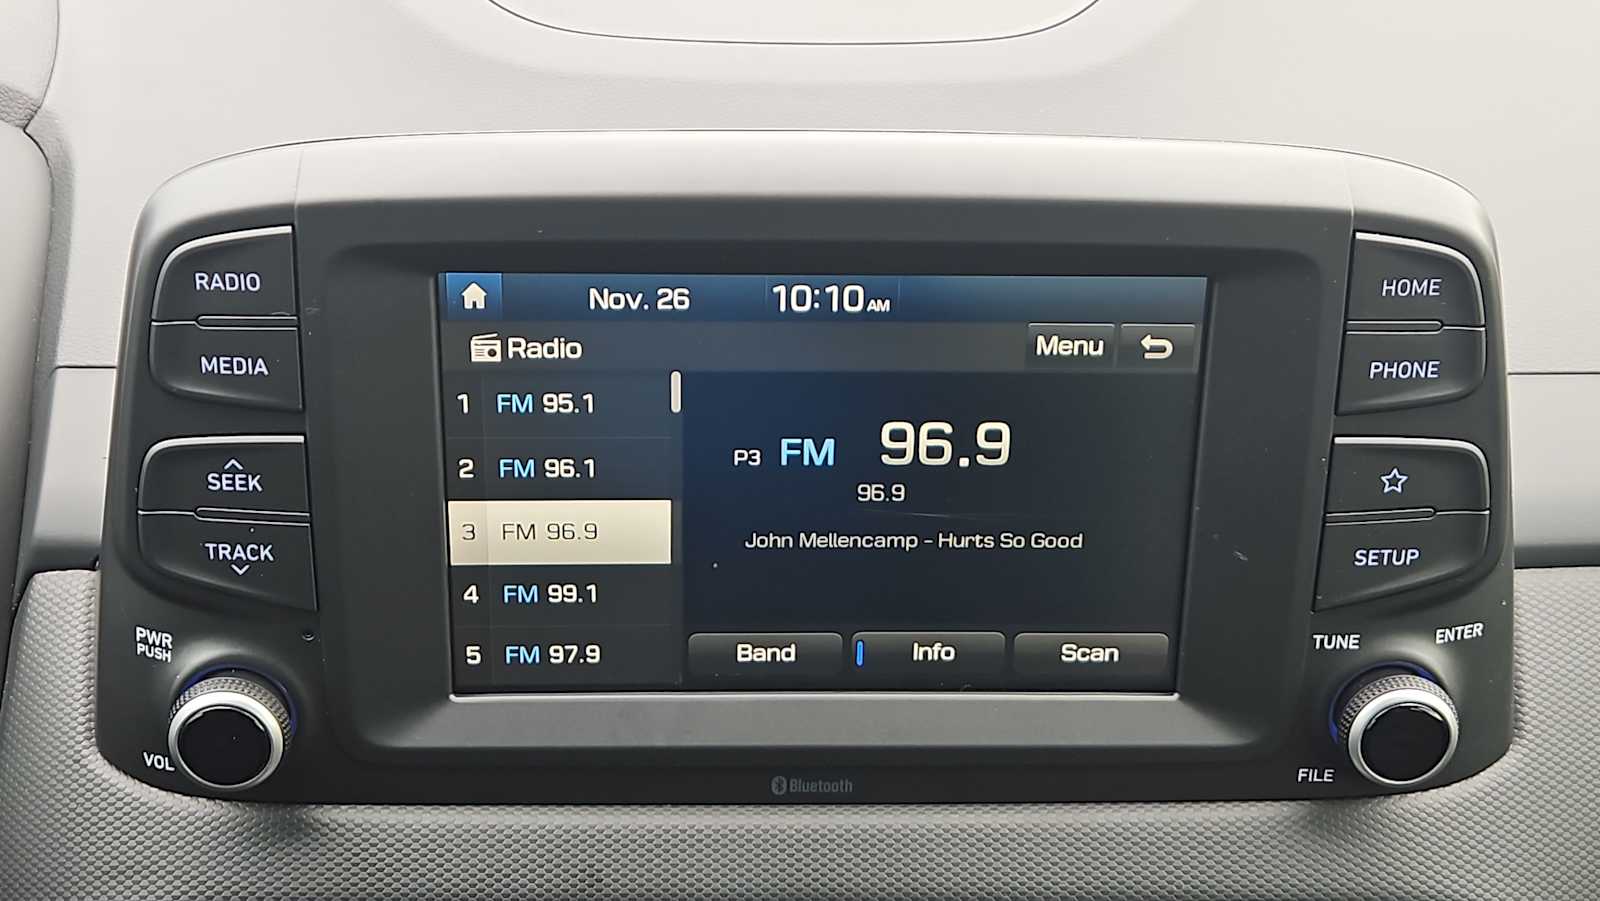 RADIO
MEDIA
SEEK
TRACK
PWR
PUSH
VOL
Nov. 26 10:10 AM
Radio
Menu
1 FM 95.1
2 FM 96.1
3 FM 96.9
4 FM 99.1
5 FM 97.9
P3 FM 96.9
96.9
John Mellencamp - Hurts So Good
Band
Info
Scan
Bluetooth
HOME
PHONE
SETUP
TUNE
ENTER
FILE